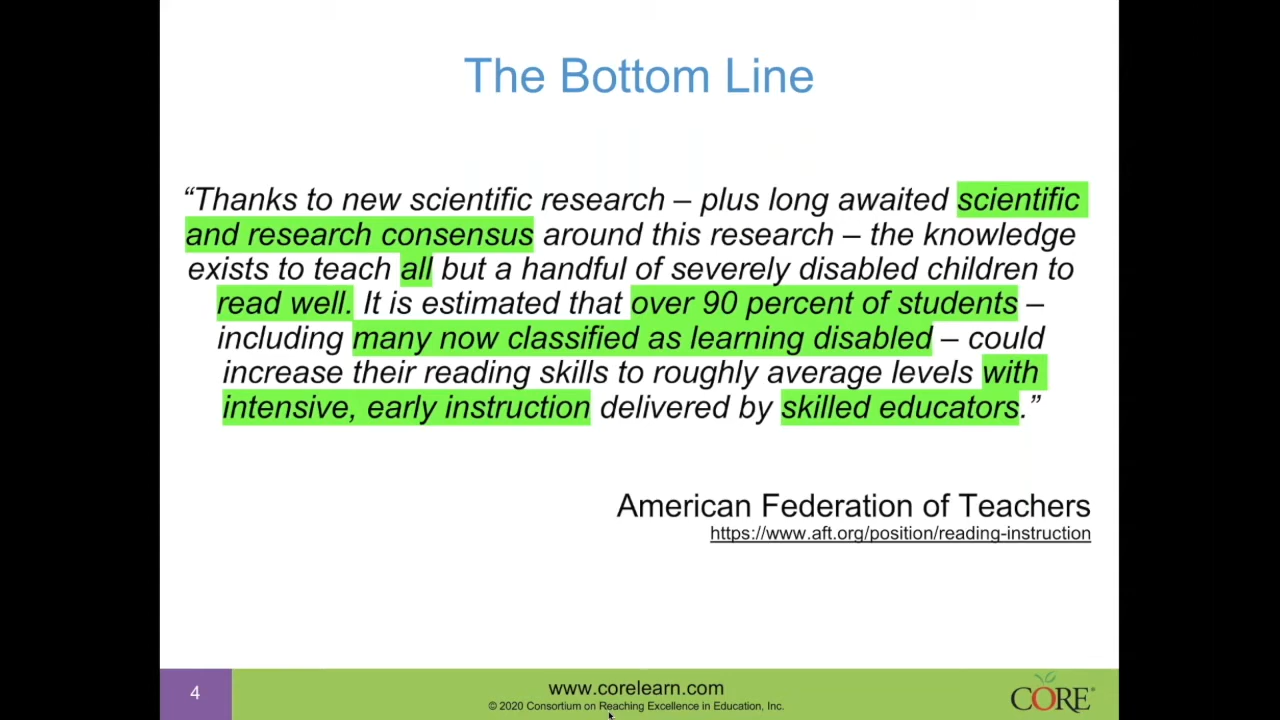 The Bottom Line
“Thanks to new scientific research – plus long awaited scientific
and research consensus around this research – the knowledge
exists to teach all but a handful of severely disabled children to
read well. It is estimated that over 90 percent of students –
including many now classified as learning disabled – could
increase their reading skills to roughly average levels with
intensive, early instruction delivered by skilled educators.”
American Federation of Teachers
https://www.aft.org/position/reading-instruction
4
www.corelearn.com
© 2020 Consortium on Reaching Excellence in Education, Inc.
CORE®